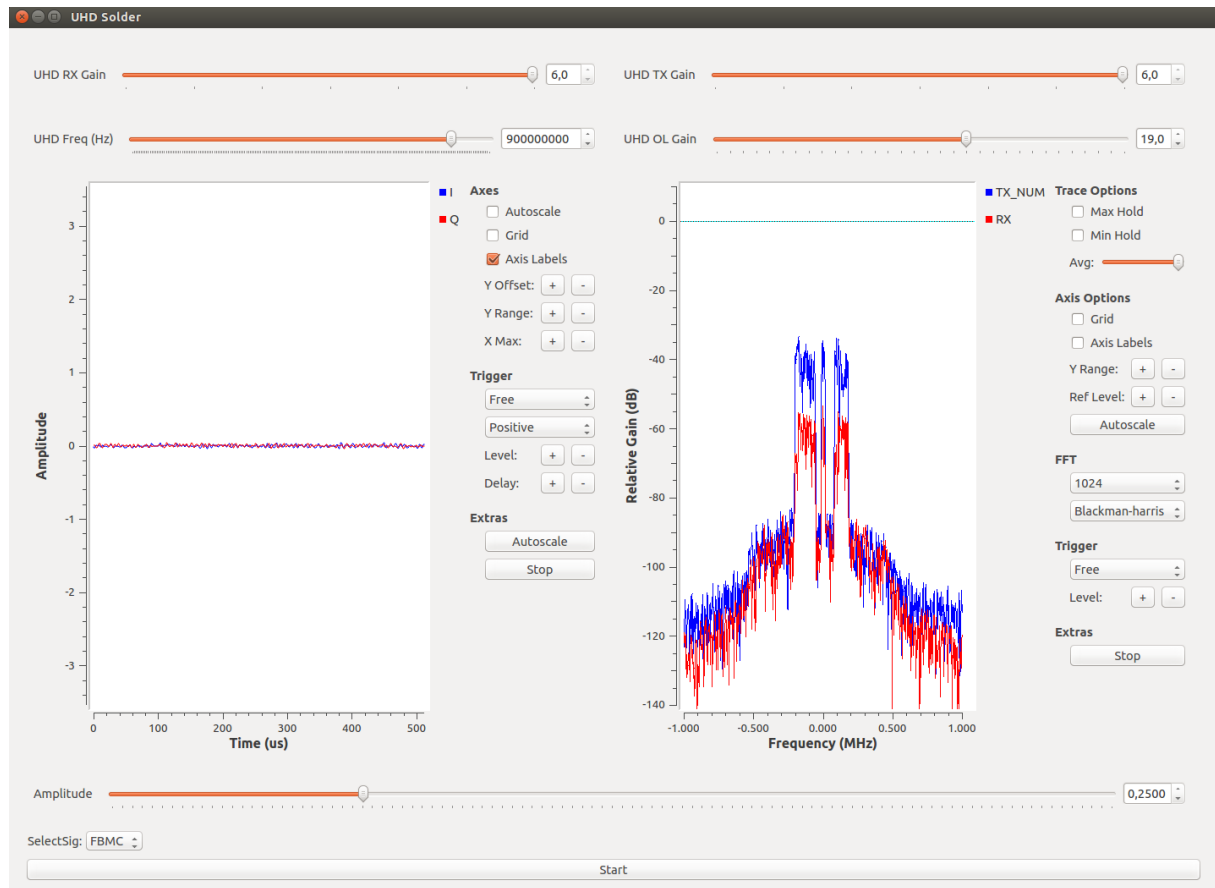 UHD Solder
UHD RX Gain 6,0 UHD TX Gain 6,0
UHD Freq (Hz) 900000000 UHD OL Gain 19,0
Amplitude
3
2
1
0
-1
-2
-3
0 100 200 300 400 500
Time (us)
I
Q
Axes
Autoscale
Grid
Axis Labels
Y Offset: + -
Y Range: + -
X Max: + -
Trigger
Free
Positive
Level: + -
Delay: + -
Extras
Autoscale
Stop
Relative Gain (dB)
0
-20
-40
-60
-80
-100
-120
-140
-1.000 -0.500 0.000 0.500 1.000
Frequency (MHz)
TX_NUM
RX
Trace Options
Max Hold
Min Hold
Avg:
Axis Options
Grid
Axis Labels
Y Range: + -
Ref Level: + -
Autoscale
FFT
1024
Blackman-harris
Trigger
Free
Level: + -
Extras
Stop
Amplitude 0,2500
SelectSig: FBMC
Start